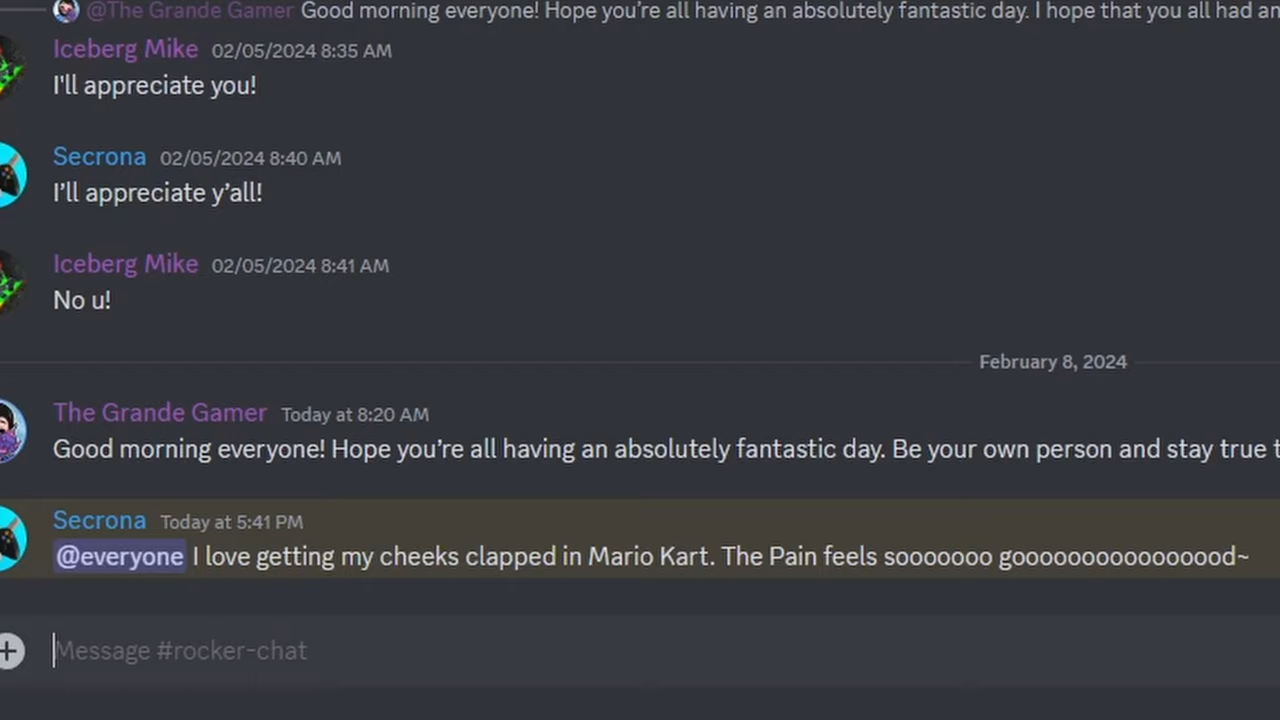 @The Grande Gamer Good morning everyone! Hope you're all having an absolutely fantastic day. I hope that you all had an
Iceberg Mike 02/05/2024 8:35 AM
I'll appreciate you!
Secrona 02/05/2024 8:40 AM
I’ll appreciate y’all!
Iceberg Mike 02/05/2024 8:41 AM
No u!
February 8, 2024
The Grande Gamer Today at 8:20 AM
Good morning everyone! Hope you’re all having an absolutely fantastic day. Be your own person and stay true t
Secrona Today at 5:41 PM
@everyone I love getting my cheeks clapped in Mario Kart. The Pain feels sooooooo goooooooooooooooood~
Message #rocker-chat